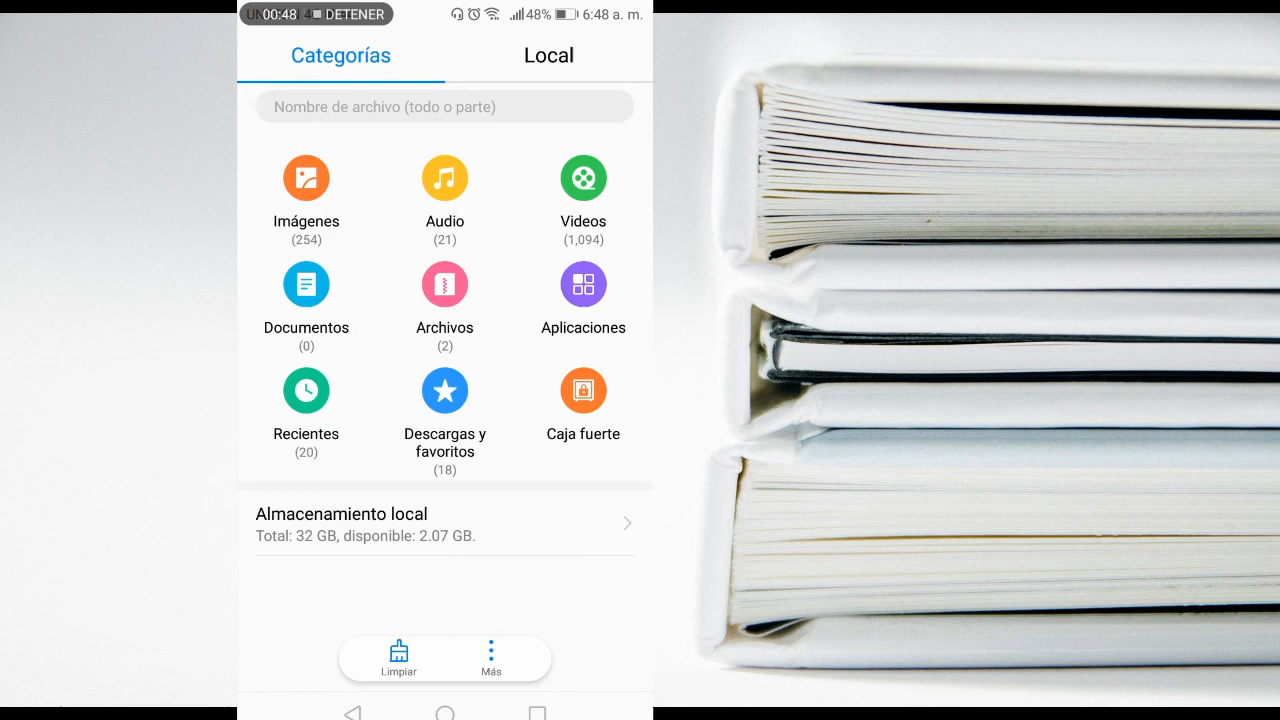 00:48 DETENER 48% 6:48 a. m.
Categorías Local
Nombre de archivo (todo o parte)
Imágenes Audio Videos
(254) (21) (1,094)
Documentos Archivos Aplicaciones
(0) (2)
Recientes Descargas y Caja fuerte
(20) favoritos
(18)
Almacenamiento local
Total: 32 GB, disponible: 2.07 GB.
Limpiar Más